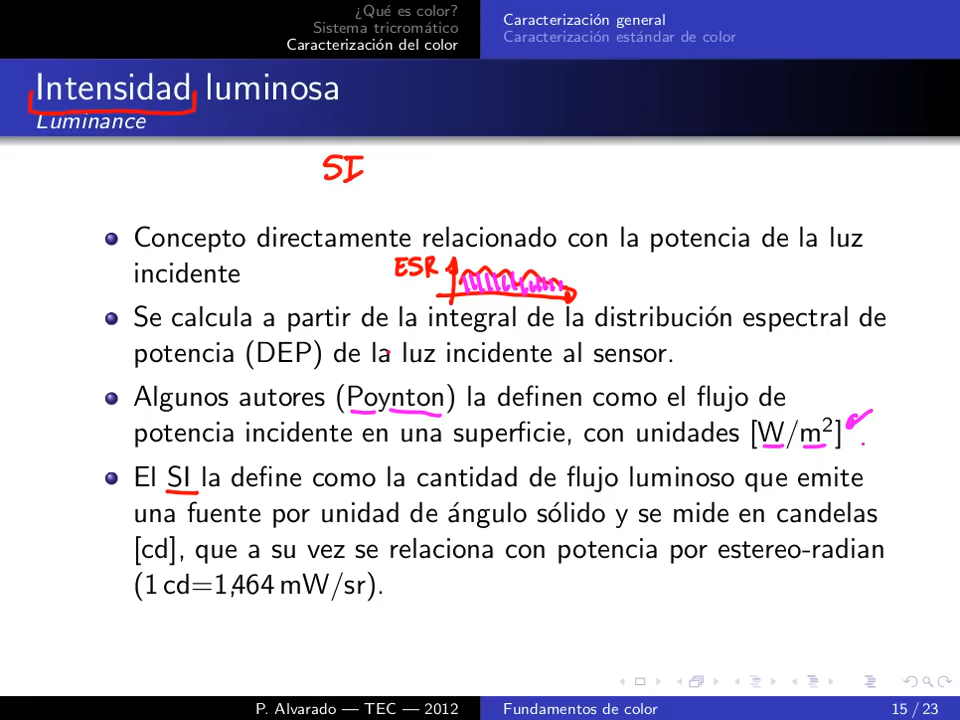 ¿Qué es color?
Sistema tricromático
Caracterización del color
Caracterización general
Caracterización estándar de color
Intensidad luminosa
Luminance
SI
Concepto directamente relacionado con la potencia de la luz
incidente
ESR
Se calcula a partir de la integral de la distribución espectral de
potencia (DEP) de la luz incidente al sensor.
Algunos autores (Poynton) la definen como el flujo de
potencia incidente en una superficie, con unidades [W/m²]
El SI la define como la cantidad de flujo luminoso que emite
una fuente por unidad de ángulo sólido y se mide en candelas
[cd], que a su vez se relaciona con potencia por estereo-radian
(1 cd=1,464 mW/sr).
P. Alvarado — TEC — 2012
Fundamentos de color
15 / 23